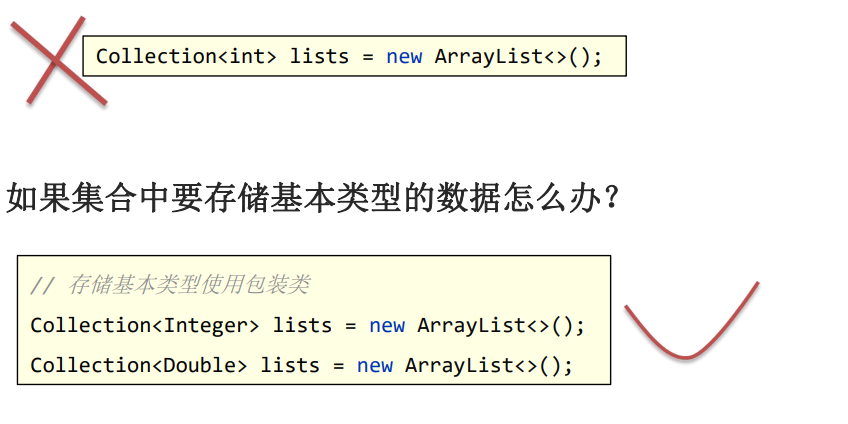 Collection<int> lists = new ArrayList<>();
如果集合中要存储基本类型的数据怎么办？
// 存储基本类型使用包装类
Collection<Integer> lists = new ArrayList<>();
Collection<Double> lists = new ArrayList<>();